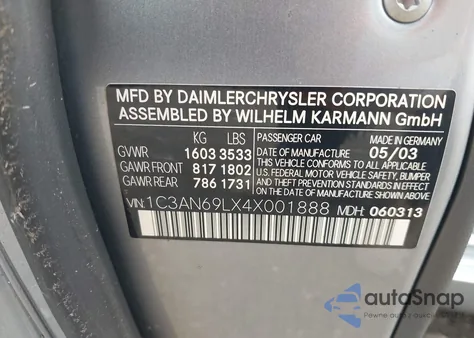 MFD BY DAIMLERCHRYSLER CORPORATION
ASSEMBLED BY WILHELM KARMANN GmbH
KG LBS PASSENGER CAR MADE IN GERMANY
GVWR 1603 3533 DATE OF MANUFACTURE 05/03
GAWR FRONT 817 1802 THIS VEHICLE CONFORMS TO ALL APPLICABLE
GAWR REAR 786 1731 U.S. FEDERAL MOTOR VEHICLE SAFETY, BUMPER, AND THEFT PREVENTION STANDARDS IN EFFECT ON THE DATE OF MANUFACTURE SHOWN ABOVE.
VIN: 1C3AN69LX4X001888 MDH: 060313
autoSnap